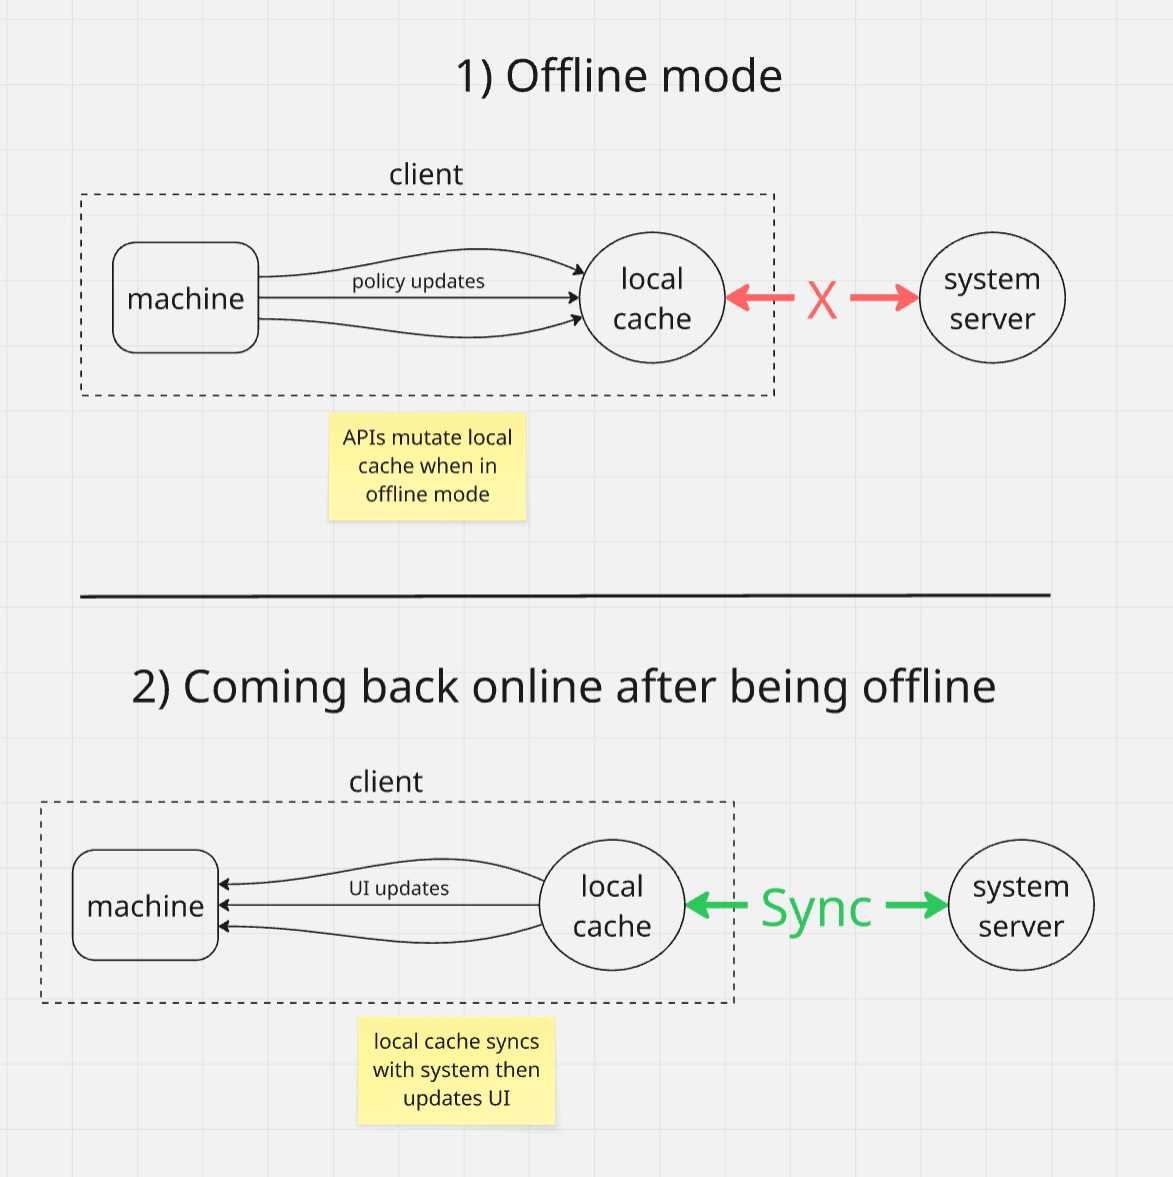 1) Offline mode
client
machine
policy updates
local
cache
X
system
server
APIs mutate local
cache when in
offline mode
2) Coming back online after being offline
client
machine
UI updates
local
cache
Sync
system
server
local cache syncs
with system then
updates UI